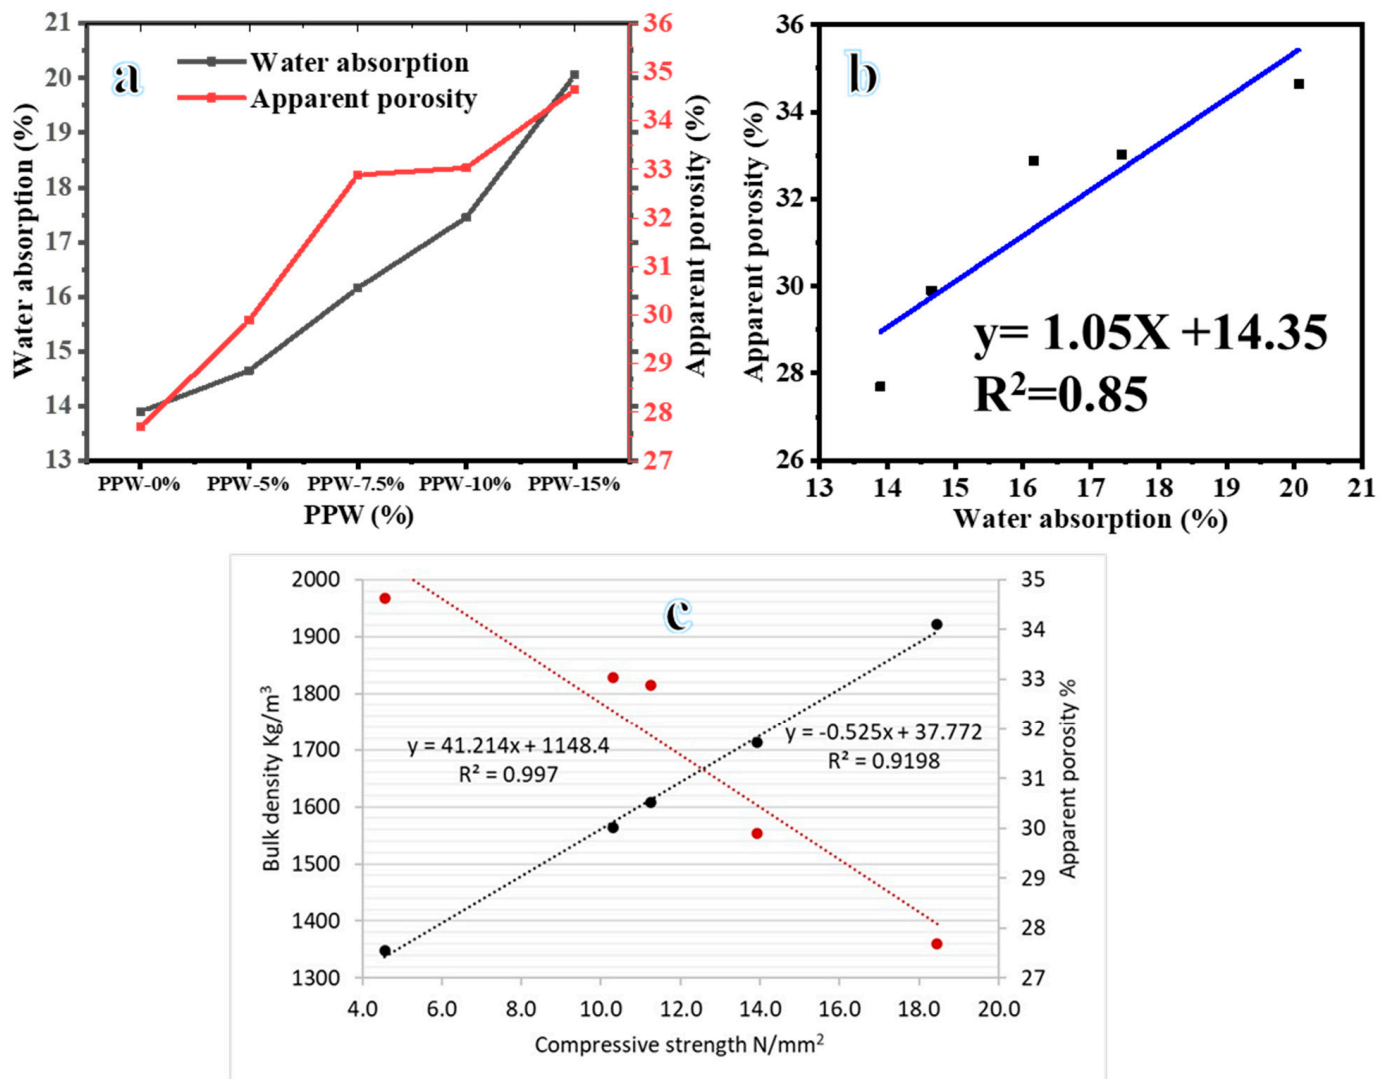 a
Water absorption
Apparent porosity
Water absorption (%)
21
20
19
18
17
16
15
14
13
Apparent porosity (%)
36
35
34
33
32
31
30
29
28
27
PPW-0% PPW-5% PPW-7.5% PPW-10% PPW-15%
PPW (%)
b
Apparent porosity (%)
36
34
32
30
28
26
y= 1.05X +14.35
R²=0.85
13 14 15 16 17 18 19 20 21
Water absorption (%)
c
Bulk density Kg/m³
2000
1900
1800
1700
1600
1500
1400
1300
y = 41.214x + 1148.4
R² = 0.997
y = -0.525x + 37.772
R² = 0.9198
Apparent porosity %
35
34
33
32
31
30
29
28
27
4.0 6.0 8.0 10.0 12.0 14.0 16.0 18.0 20.0
Compressive strength N/mm²